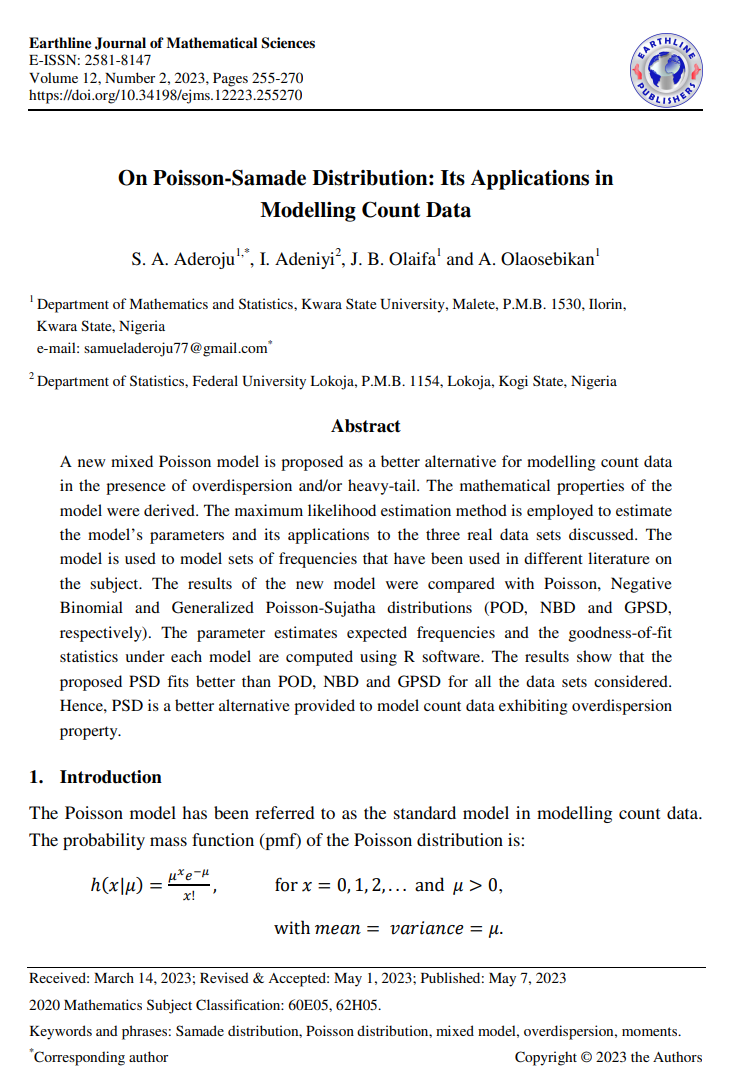 Earthline Journal of Mathematical Sciences
E-ISSN: 2581-8147
Volume 12, Number 2, 2023, Pages 255-270
https://doi.org/10.34198/ejms.12223.255270
EARTHLINE
PUBLISHERS
On Poisson-Samade Distribution: Its Applications in
Modelling Count Data
S. A. Aderoju¹,*, I. Adeniyi², J. B. Olaifa¹ and A. Olaosebikan¹
¹ Department of Mathematics and Statistics, Kwara State University, Malete, P.M.B. 1530, Ilorin,
Kwara State, Nigeria
e-mail: samueladeroju77@gmail.com*
² Department of Statistics, Federal University Lokoja, P.M.B. 1154, Lokoja, Kogi State, Nigeria
Abstract
A new mixed Poisson model is proposed as a better alternative for modelling count data
in the presence of overdispersion and/or heavy-tail. The mathematical properties of the
model were derived. The maximum likelihood estimation method is employed to estimate
the model's parameters and its applications to the three real data sets discussed. The
model is used to model sets of frequencies that have been used in different literature on
the subject. The results of the new model were compared with Poisson, Negative
Binomial and Generalized Poisson-Sujatha distributions (POD, NBD and GPSD,
respectively). The parameter estimates expected frequencies and the goodness-of-fit
statistics under each model are computed using R software. The results show that the
proposed PSD fits better than POD, NBD and GPSD for all the data sets considered.
Hence, PSD is a better alternative provided to model count data exhibiting overdispersion
property.
1. Introduction
The Poisson model has been referred to as the standard model in modelling count data.
The probability mass function (pmf) of the Poisson distribution is:
h(x|μ) = μˣe⁻μ/x!, for x = 0, 1, 2, … and μ > 0,
with mean = variance = μ.
Received: March 14, 2023; Revised & Accepted: May 1, 2023; Published: May 7, 2023
2020 Mathematics Subject Classification: 60E05, 62H05.
Keywords and phrases: Samade distribution, Poisson distribution, mixed model, overdispersion, moments.
*Corresponding author Copyright © 2023 the Authors